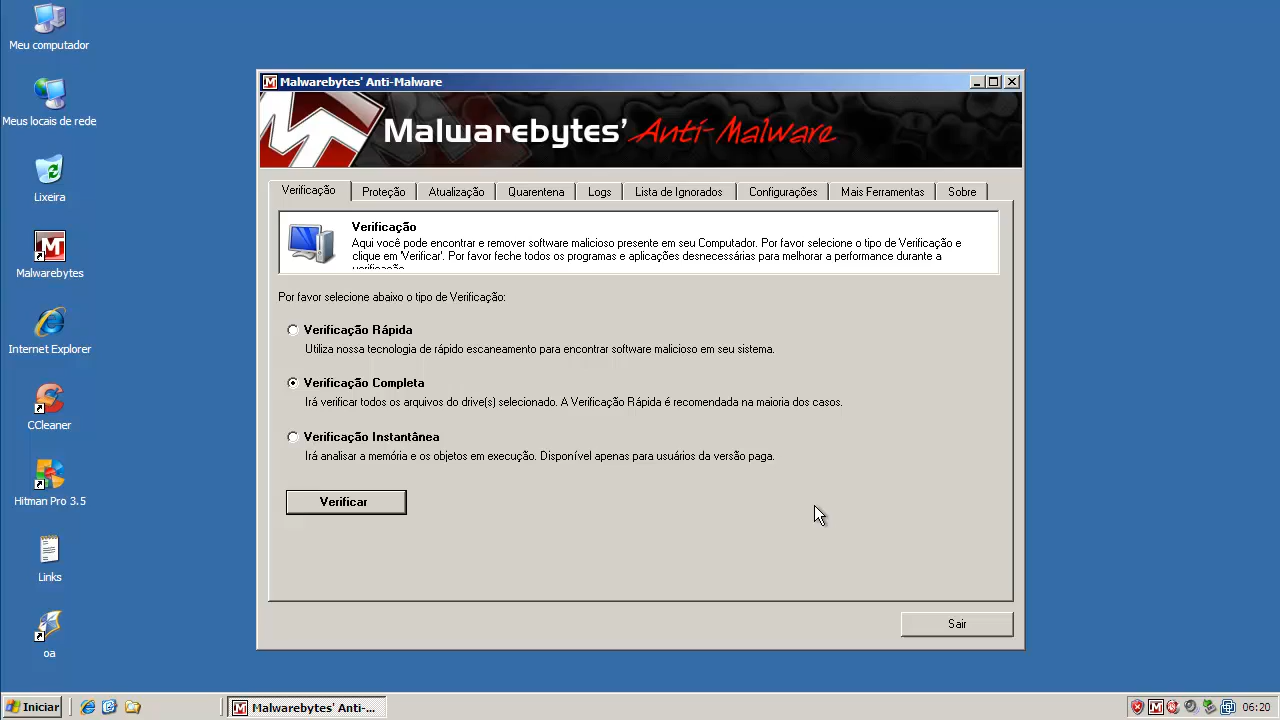 Meu computador
Meus locais de rede
Lixeira
Malwarebytes
Internet Explorer
CCleaner
Hitman Pro 3.5
Links
oa
Malwarebytes' Anti-Malware
Malwarebytes' Anti-Malware
Verificação Proteção Atualização Quarentena Logs Lista de Ignorados Configurações Mais Ferramentas Sobre
Verificação
Aqui você pode encontrar e remover software malicioso presente em seu Computador. Por favor selecione o tipo de Verificação e
clique em 'Verificar'. Por favor feche todos os programas e aplicações desnecessárias para melhorar a performance durante a
verificação
Por favor selecione abaixo o tipo de Verificação:
Verificação Rápida
Utiliza nossa tecnologia de rápido escaneamento para encontrar software malicioso em seu sistema.
Verificação Completa
Irá verificar todos os arquivos do drive(s) selecionado. A Verificação Rápida é recomendada na maioria dos casos.
Verificação Instantânea
Irá analisar a memória e os objetos em execução. Disponível apenas para usuários da versão paga.
Verificar
Sair
Iniciar
Malwarebytes' Anti-...
06:20